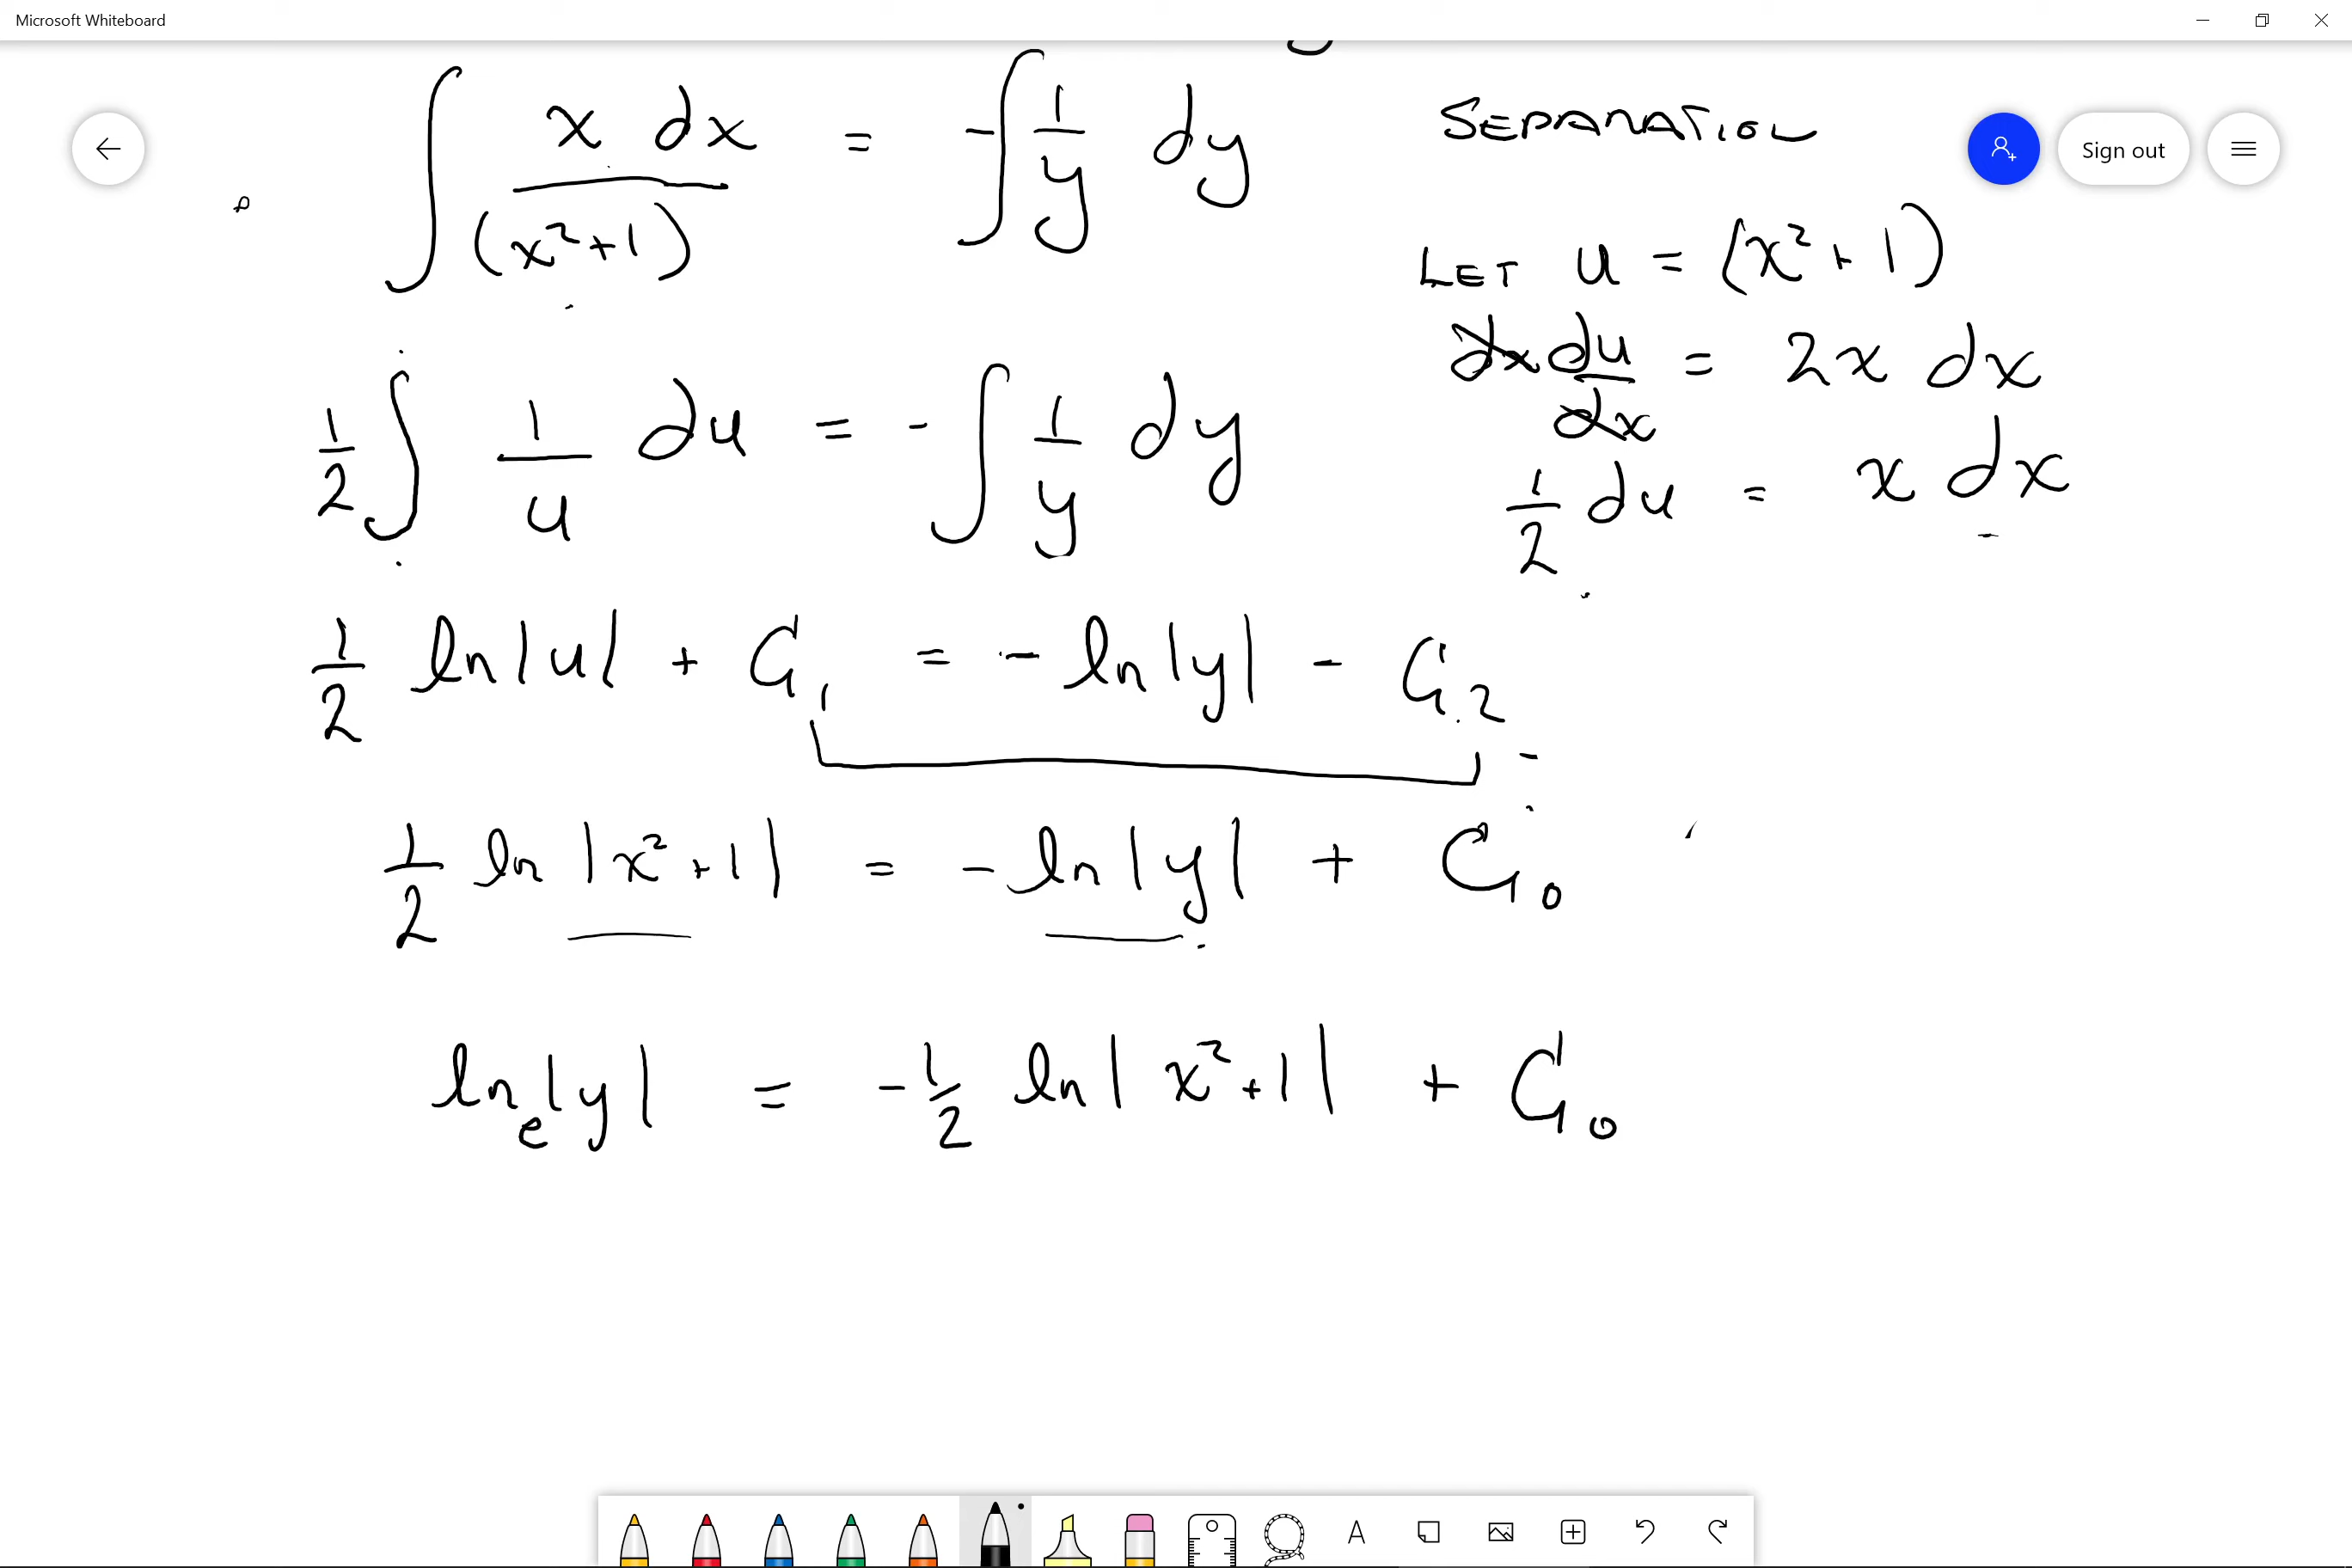 Microsoft Whiteboard
∫ x dx / (x² + 1) = - ∫ 1/y dy
SEPARATION
Sign out
LET u = (x² + 1)
dx du/dx = 2x dx
1/2 ∫ 1/u du = - ∫ 1/y dy
1/2 du = x dx
1/2 ln|u| + C₁ = - ln|y| - C₂
1/2 ln|x² + 1| = - ln|y| + C₀
lnₑ|y| = - 1/2 ln|x² + 1| + C₀
A